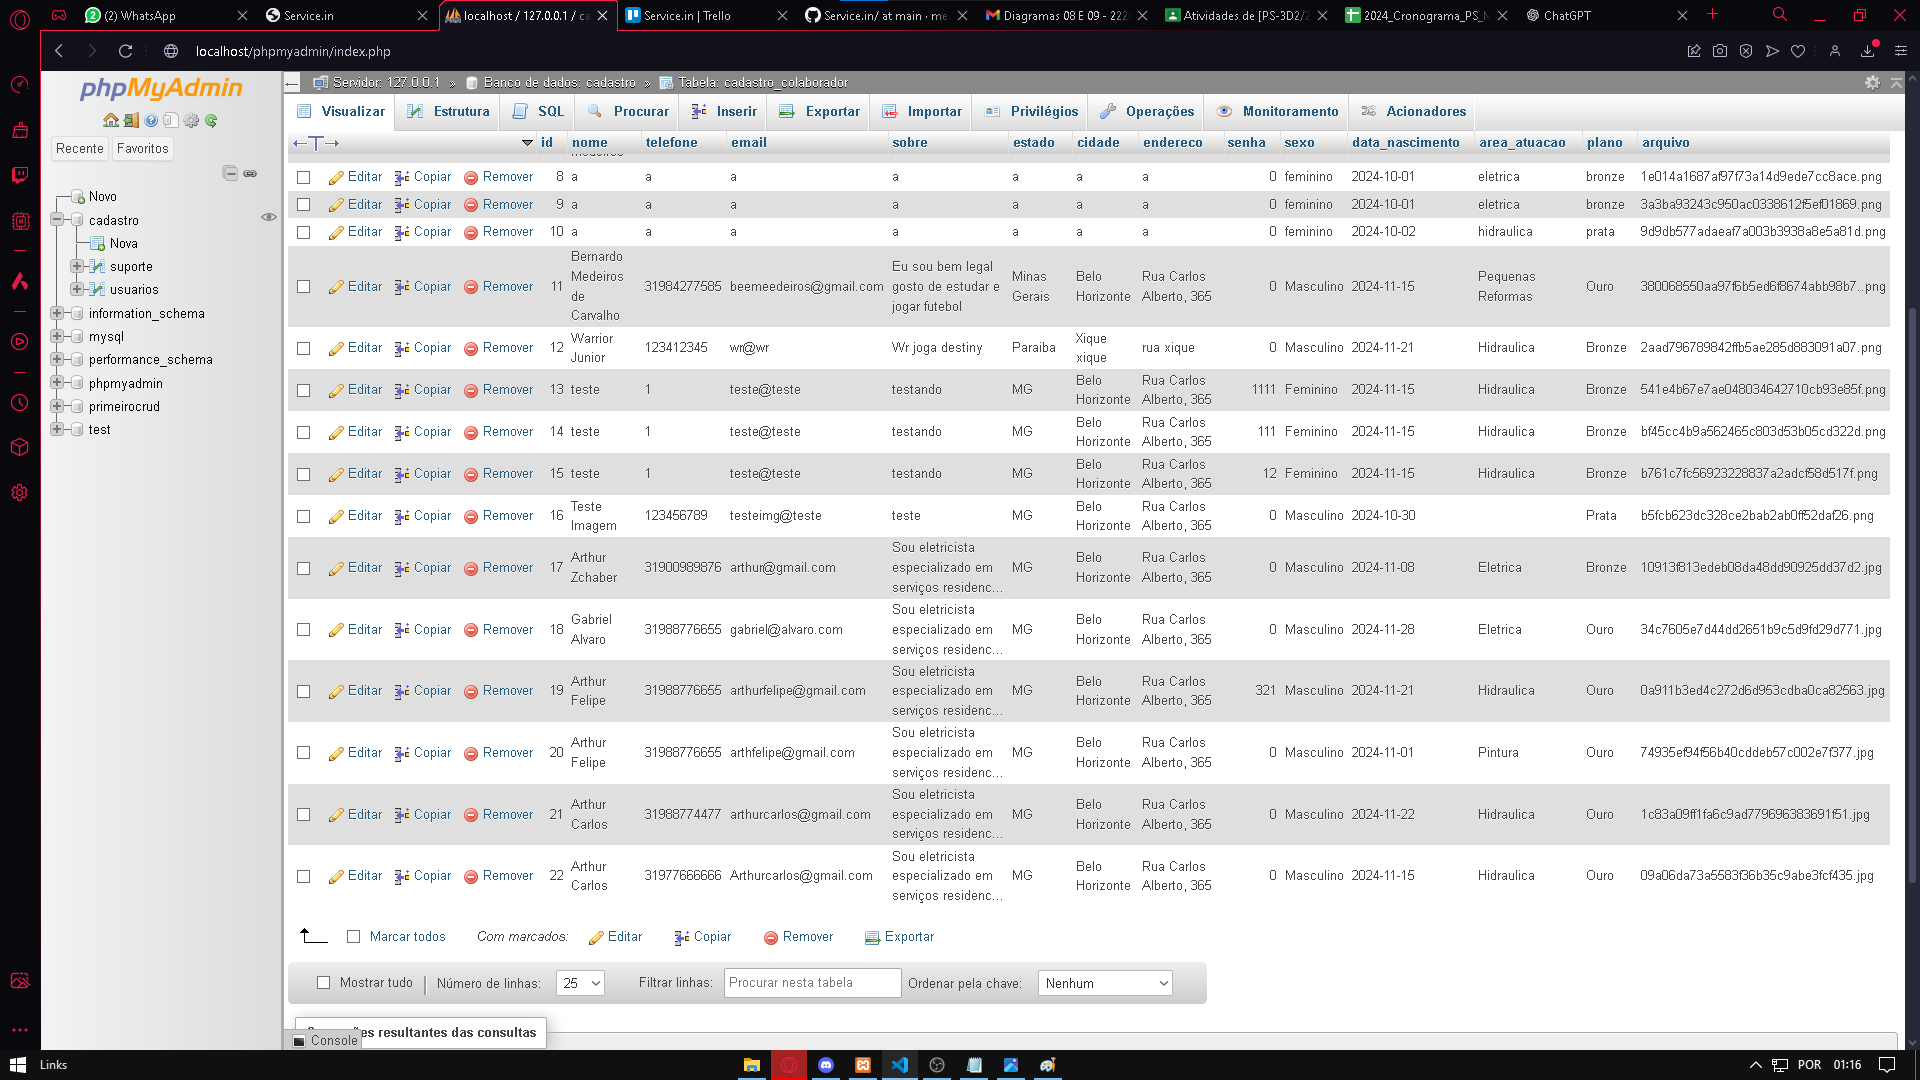 (2) WhatsApp
Service.in
localhost / 127.0.0.1 / ca
Service.in | Trello
Service.in/ at main · me
Diagramas 08 E 09 - 222
Atividades de [PS-3D2/2
2024_Cronograma_PS_N
ChatGPT
localhost/phpmyadmin/index.php
phpMyAdmin
Recente Favoritos
Novo
cadastro
Nova
suporte
usuarios
information_schema
mysql
performance_schema
phpmyadmin
primeirocrud
test
Servidor: 127.0.0.1 » Banco de dados: cadastro » Tabela: cadastro_colaborador
Visualizar Estrutura SQL Procurar Inserir Exportar Importar Privilégios Operações Monitoramento Acionadores
id nome telefone email sobre estado cidade endereco senha sexo data_nascimento area_atuacao plano arquivo
Editar Copiar Remover 8 a a a a a a a 0 feminino 2024-10-01 eletrica bronze 1e014a1687af97f73a14d9ede7cc8ace.png
Editar Copiar Remover 9 a a a a a a a 0 feminino 2024-10-01 eletrica bronze 3a3ba93243c950ac0338612f5ef01869.png
Editar Copiar Remover 10 a a a a a a a 0 feminino 2024-10-02 hidraulica prata 9d9db577adaeaf7a003b3938a8e5a81d.png
Editar Copiar Remover 11 Bernardo Medeiros de Carvalho 31984277585 beemeedeiros@gmail.com Eu sou bem legal gosto de estudar e jogar futebol Minas Gerais Belo Horizonte Rua Carlos Alberto, 365 0 Masculino 2024-11-15 Pequenas Reformas Ouro 380068550aa97f6b5ed6f8674abb98b7..png
Editar Copiar Remover 12 Warrior Junior 123412345 wr@wr Wr joga destiny Paraiba Xique xique rua xique 0 Masculino 2024-11-21 Hidraulica Bronze 2aad796789842ffb5ae285d883091a07.png
Editar Copiar Remover 13 teste 1 teste@teste testando MG Belo Horizonte Rua Carlos Alberto, 365 1111 Feminino 2024-11-15 Hidraulica Bronze 541e4b67e7ae048034642710cb93e85f.png
Editar Copiar Remover 14 teste 1 teste@teste testando MG Belo Horizonte Rua Carlos Alberto, 365 111 Feminino 2024-11-15 Hidraulica Bronze bf45cc4b9a562465c803d53b05cd322d.png
Editar Copiar Remover 15 teste 1 teste@teste testando MG Belo Horizonte Rua Carlos Alberto, 365 12 Feminino 2024-11-15 Hidraulica Bronze b761c7fc56923228837a2adcf58d517f.png
Editar Copiar Remover 16 Teste Imagem 123456789 testeimg@teste teste MG Belo Horizonte Rua Carlos Alberto, 365 0 Masculino 2024-10-30 Prata b5fcb623dc328ce2bab2ab0ff52daf26.png
Editar Copiar Remover 17 Arthur Zchaber 31900989876 arthur@gmail.com Sou eletricista especializado em serviços residenc... MG Belo Horizonte Rua Carlos Alberto, 365 0 Masculino 2024-11-08 Eletrica Bronze 10913f813edeb08da48dd90925dd37d2.jpg
Editar Copiar Remover 18 Gabriel Alvaro 31988776655 gabriel@alvaro.com Sou eletricista especializado em serviços residenc... MG Belo Horizonte Rua Carlos Alberto, 365 0 Masculino 2024-11-28 Eletrica Ouro 34c7605e7d44dd2651b9c5d9fd29d771.jpg
Editar Copiar Remover 19 Arthur Felipe 31988776655 arthurfelipe@gmail.com Sou eletricista especializado em serviços residenc... MG Belo Horizonte Rua Carlos Alberto, 365 321 Masculino 2024-11-21 Hidraulica Ouro 0a911b3ed4c272d6d953cdba0ca82563.jpg
Editar Copiar Remover 20 Arthur Felipe 31988776655 arthfelipe@gmail.com Sou eletricista especializado em serviços residenc... MG Belo Horizonte Rua Carlos Alberto, 365 0 Masculino 2024-11-01 Pintura Ouro 74935ef94f56b40cddeb57c002e7f377.jpg
Editar Copiar Remover 21 Arthur Carlos 31988774477 arthurcarlos@gmail.com Sou eletricista especializado em serviços residenc... MG Belo Horizonte Rua Carlos Alberto, 365 0 Masculino 2024-11-22 Hidraulica Ouro 1c83a09ff1fa6c9ad779696383691f51.jpg
Editar Copiar Remover 22 Arthur Carlos 31977666666 Arthurcarlos@gmail.com Sou eletricista especializado em serviços residenc... MG Belo Horizonte Rua Carlos Alberto, 365 0 Masculino 2024-11-15 Hidraulica Ouro 09a06da73a5583f36b35c9abe3fcf435.jpg
Marcar todos Com marcados: Editar Copiar Remover Exportar
Mostrar tudo | Número de linhas: 25 Filtrar linhas: Procurar nesta tabela Ordenar pela chave: Nenhum
resultantes das consultas
Console
Links
POR 01:16